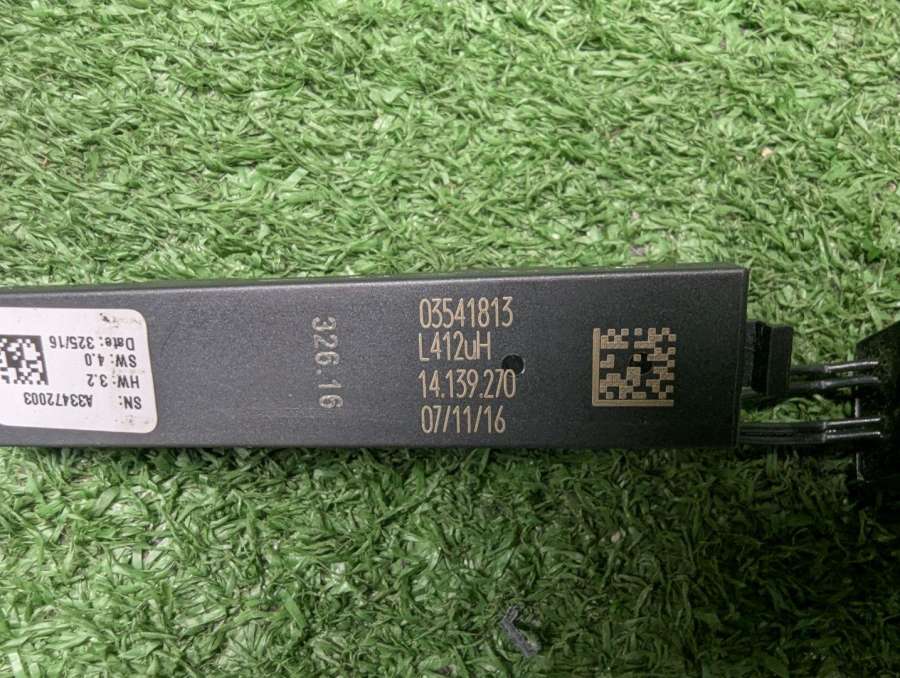 SN: A33472003
HW: 3.2
SW: 4.0
Date: 325/16
326.16
03541813
L412uH
14.139.270
07/11/16